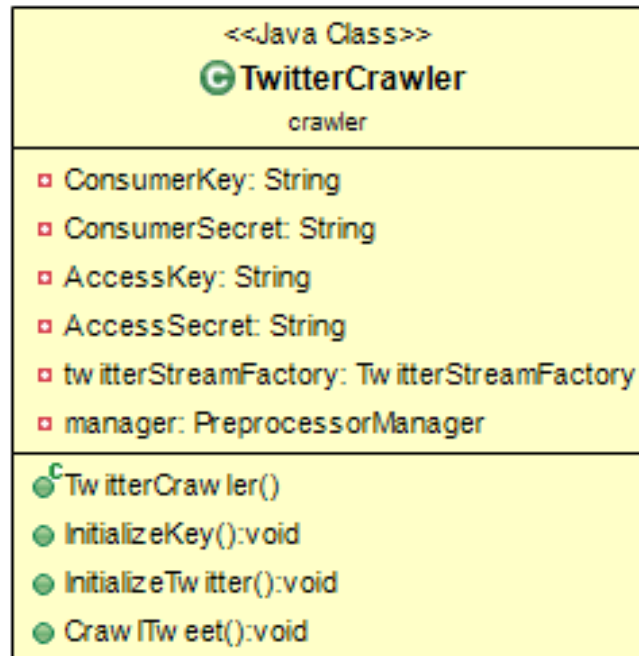 <<Java Class>>
C TwitterCrawler
crawler
ConsumerKey: String
ConsumerSecret: String
AccessKey: String
AccessSecret: String
twitterStreamFactory: TwitterStreamFactory
manager: PreprocessorManager
C TwitterCrawler()
InitializeKey():void
InitializeTwitter():void
CrawlTweet():void